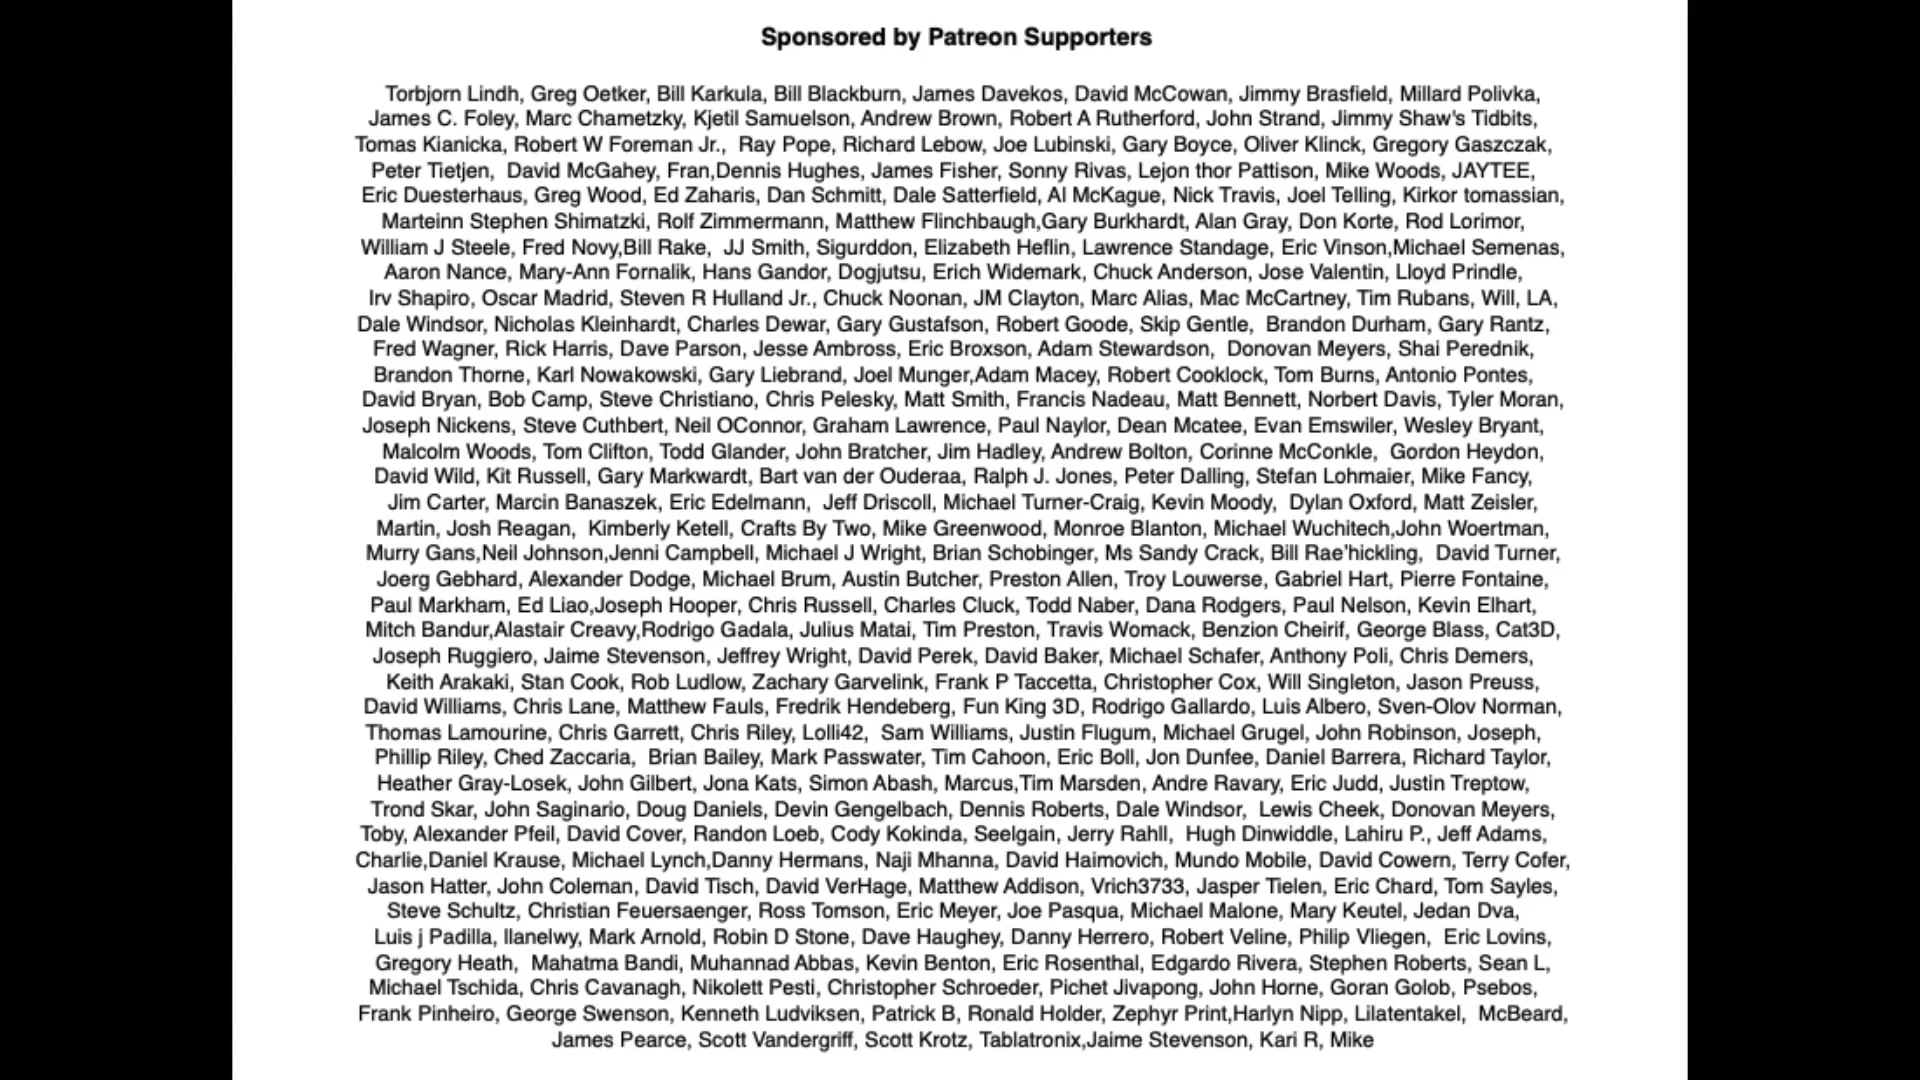 Sponsored by Patreon Supporters
Torbjorn Lindh, Greg Oetker, Bill Karkula, Bill Blackburn, James Davekos, David McCowan, Jimmy Brasfield, Millard Polivka,
James C. Foley, Marc Chametzky, Kjetil Samuelson, Andrew Brown, Robert A Rutherford, John Strand, Jimmy Shaw's Tidbits,
Tomas Kianicka, Robert W Foreman Jr.,  Ray Pope, Richard Lebow, Joe Lubinski, Gary Boyce, Oliver Klinck, Gregory Gaszczak,
Peter Tietjen,  David McGahey, Fran,Dennis Hughes, James Fisher, Sonny Rivas, Lejon thor Pattison, Mike Woods, JAYTEE,
Eric Duesterhaus, Greg Wood, Ed Zaharis, Dan Schmitt, Dale Satterfield, Al McKague, Nick Travis, Joel Telling, Kirkor tomassian,
Marteinn Stephen Shimatzki, Rolf Zimmermann, Matthew Flinchbaugh,Gary Burkhardt, Alan Gray, Don Korte, Rod Lorimor,
William J Steele, Fred Novy,Bill Rake,  JJ Smith, Sigurddon, Elizabeth Heflin, Lawrence Standage, Eric Vinson,Michael Semenas,
Aaron Nance, Mary-Ann Fornalik, Hans Gandor, Dogjutsu, Erich Widemark, Chuck Anderson, Jose Valentin, Lloyd Prindle,
Irv Shapiro, Oscar Madrid, Steven R Hulland Jr., Chuck Noonan, JM Clayton, Marc Alias, Mac McCartney, Tim Rubans, Will, LA,
Dale Windsor, Nicholas Kleinhardt, Charles Dewar, Gary Gustafson, Robert Goode, Skip Gentle,  Brandon Durham, Gary Rantz,
Fred Wagner, Rick Harris, Dave Parson, Jesse Ambross, Eric Broxson, Adam Stewardson,  Donovan Meyers, Shai Perednik,
Brandon Thorne, Karl Nowakowski, Gary Liebrand, Joel Munger,Adam Macey, Robert Cooklock, Tom Burns, Antonio Pontes,
David Bryan, Bob Camp, Steve Christiano, Chris Pelesky, Matt Smith, Francis Nadeau, Matt Bennett, Norbert Davis, Tyler Moran,
Joseph Nickens, Steve Cuthbert, Neil OConnor, Graham Lawrence, Paul Naylor, Dean Mcatee, Evan Emswiler, Wesley Bryant,
Malcolm Woods, Tom Clifton, Todd Glander, John Bratcher, Jim Hadley, Andrew Bolton, Corinne McConkle,  Gordon Heydon,
David Wild, Kit Russell, Gary Markwardt, Bart van der Ouderaa, Ralph J. Jones, Peter Dalling, Stefan Lohmaier, Mike Fancy,
Jim Carter, Marcin Banaszek, Eric Edelmann,  Jeff Driscoll, Michael Turner-Craig, Kevin Moody,  Dylan Oxford, Matt Zeisler,
Martin, Josh Reagan,  Kimberly Ketell, Crafts By Two, Mike Greenwood, Monroe Blanton, Michael Wuchitech,John Woertman,
Murry Gans,Neil Johnson,Jenni Campbell, Michael J Wright, Brian Schobinger, Ms Sandy Crack, Bill Rae'hickling,  David Turner,
Joerg Gebhard, Alexander Dodge, Michael Brum, Austin Butcher, Preston Allen, Troy Louwerse, Gabriel Hart, Pierre Fontaine,
Paul Markham, Ed Liao,Joseph Hooper, Chris Russell, Charles Cluck, Todd Naber, Dana Rodgers, Paul Nelson, Kevin Elhart,
Mitch Bandur,Alastair Creavy,Rodrigo Gadala, Julius Matai, Tim Preston, Travis Womack, Benzion Cheirif, George Blass, Cat3D,
Joseph Ruggiero, Jaime Stevenson, Jeffrey Wright, David Perek, David Baker, Michael Schafer, Anthony Poli, Chris Demers,
Keith Arakaki, Stan Cook, Rob Ludlow, Zachary Garvelink, Frank P Taccetta, Christopher Cox, Will Singleton, Jason Preuss,
David Williams, Chris Lane, Matthew Fauls, Fredrik Hendeberg, Fun King 3D, Rodrigo Gallardo, Luis Albero, Sven-Olov Norman,
Thomas Lamourine, Chris Garrett, Chris Riley, Lolli42,  Sam Williams, Justin Flugum, Michael Grugel, John Robinson, Joseph,
Phillip Riley, Ched Zaccaria,  Brian Bailey, Mark Passwater, Tim Cahoon, Eric Boll, Jon Dunfee, Daniel Barrera, Richard Taylor,
Heather Gray-Losek, John Gilbert, Jona Kats, Simon Abash, Marcus,Tim Marsden, Andre Ravary, Eric Judd, Justin Treptow,
Trond Skar, John Saginario, Doug Daniels, Devin Gengelbach, Dennis Roberts, Dale Windsor,  Lewis Cheek, Donovan Meyers,
Toby, Alexander Pfeil, David Cover, Randon Loeb, Cody Kokinda, Seelgain, Jerry Rahll,  Hugh Dinwiddle, Lahiru P., Jeff Adams,
Charlie,Daniel Krause, Michael Lynch,Danny Hermans, Naji Mhanna, David Haimovich, Mundo Mobile, David Cowern, Terry Cofer,
Jason Hatter, John Coleman, David Tisch, David VerHage, Matthew Addison, Vrich3733, Jasper Tielen, Eric Chard, Tom Sayles,
Steve Schultz, Christian Feuersaenger, Ross Tomson, Eric Meyer, Joe Pasqua, Michael Malone, Mary Keutel, Jedan Dva,
Luis j Padilla, Ilanelwy, Mark Arnold, Robin D Stone, Dave Haughey, Danny Herrero, Robert Veline, Philip Vliegen,  Eric Lovins,
Gregory Heath,  Mahatma Bandi, Muhannad Abbas, Kevin Benton, Eric Rosenthal, Edgardo Rivera, Stephen Roberts, Sean L,
Michael Tschida, Chris Cavanagh, Nikolett Pesti, Christopher Schroeder, Pichet Jivapong, John Horne, Goran Golob, Psebos,
Frank Pinheiro, George Swenson, Kenneth Ludviksen, Patrick B, Ronald Holder, Zephyr Print,Harlyn Nipp, Lilatentakel,  McBeard,
James Pearce, Scott Vandergriff, Scott Krotz, Tablatronix,Jaime Stevenson, Kari R, Mike